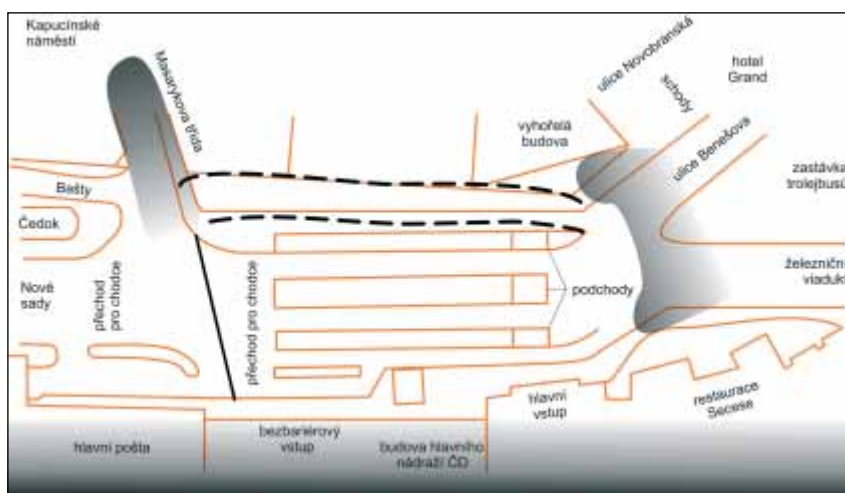 Kapucínské
náměstí
Masarykova třída
ulice Novobranská
schody
hotel
Grand
vyhořelá
budova
ulice Benešova
zastávka
trolejbusů
Bašty
Čedok
Nové
sady
přechod
pro chodce
přechod pro chodce
podchody
železniční
viadukt
hlavní
vstup
restaurace
Secese
hlavní pošta
bezbariérový
vstup
budova hlavního
nádraží ČD